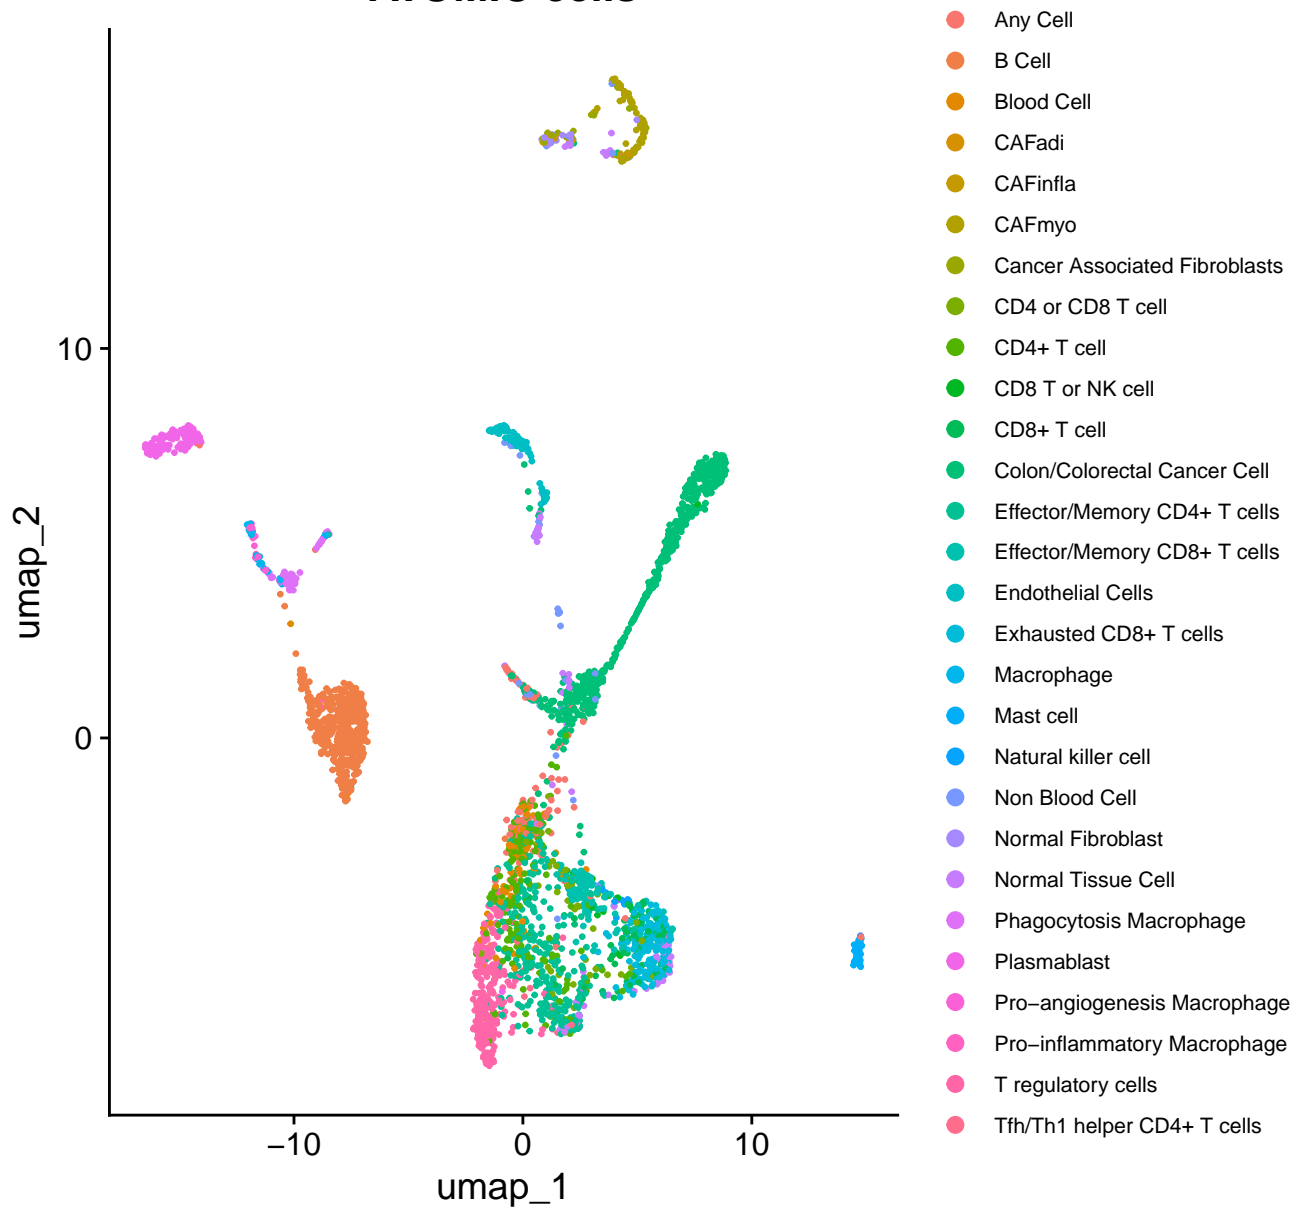 Any Cell
B Cell
Blood Cell
CAFadi
CAFinfla
CAFmyo
Cancer Associated Fibroblasts
CD4 or CD8 T cell
CD4+ T cell
CD8 T or NK cell
CD8+ T cell
Colon/Colorectal Cancer Cell
Effector/Memory CD4+ T cells
Effector/Memory CD8+ T cells
Endothelial Cells
Exhausted CD8+ T cells
Macrophage
Mast cell
Natural killer cell
Non Blood Cell
Normal Fibroblast
Normal Tissue Cell
Phagocytosis Macrophage
Plasmablast
Pro−angiogenesis Macrophage
Pro−inflammatory Macrophage
T regulatory cells
Tfh/Th1 helper CD4+ T cells
10
0
umap_2
−10
0
10
umap_1